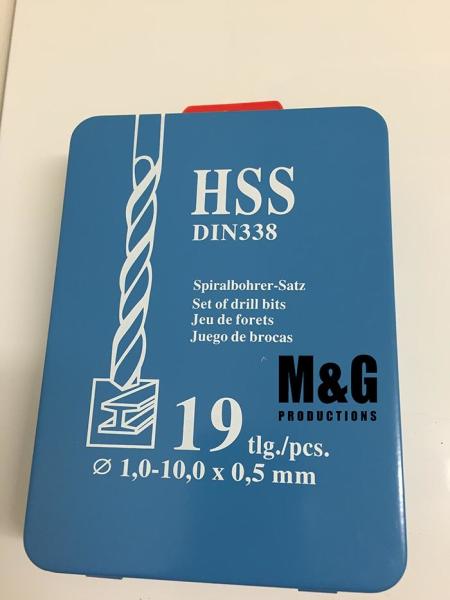 HSS
DIN338
Spiralbohrer-Satz
Set of drill bits
Jeu de forets
Juego de brocas
M&G
PRODUCTIONS
19 tlg./pcs.
Ø 1,0-10,0 x 0,5 mm